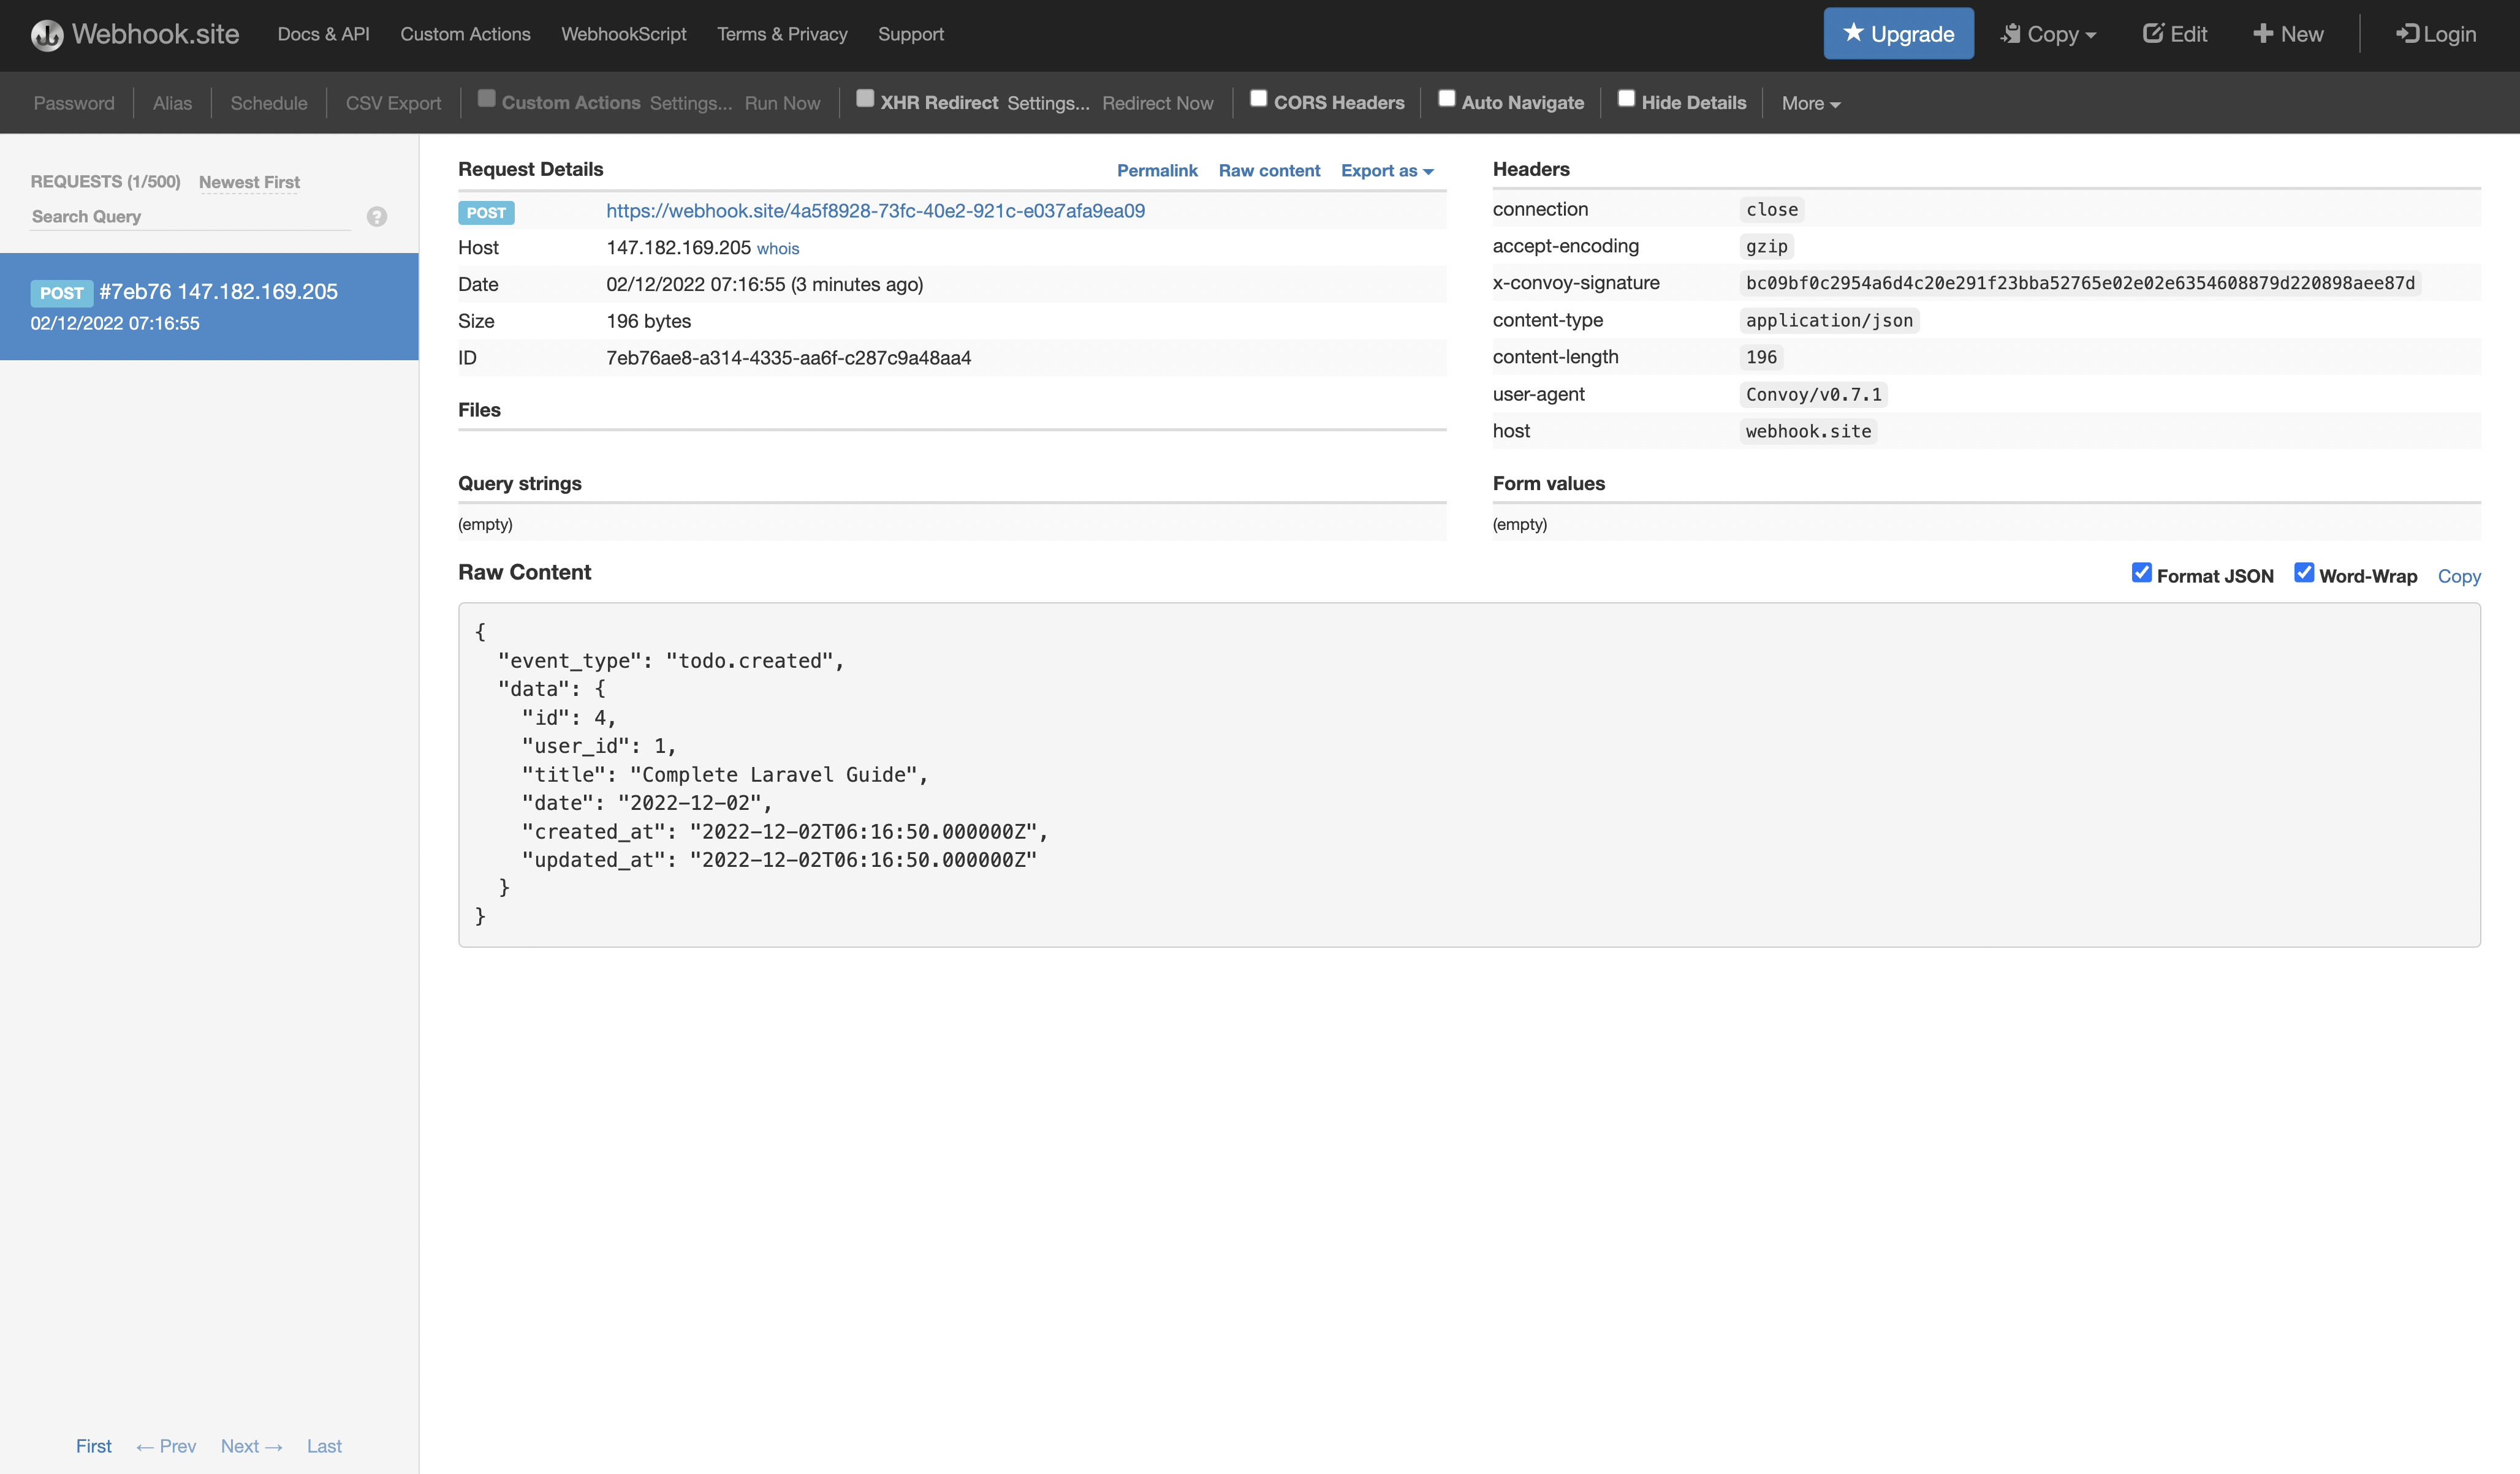 Webhook.site Docs & API Custom Actions WebhookScript Terms & Privacy Support Upgrade Copy Edit New Login
Password Alias Schedule CSV Export Custom Actions Settings... Run Now XHR Redirect Settings... Redirect Now CORS Headers Auto Navigate Hide Details More
REQUESTS (1/500) Newest First
Search Query ?
POST #7eb76 147.182.169.205
02/12/2022 07:16:55
First ← Prev Next → Last
Request Details Permalink Raw content Export as
POST https://webhook.site/4a5f8928-73fc-40e2-921c-e037afa9ea09
Host 147.182.169.205 whois
Date 02/12/2022 07:16:55 (3 minutes ago)
Size 196 bytes
ID 7eb76ae8-a314-4335-aa6f-c287c9a48aa4
Files
Query strings
(empty)
Headers
connection close
accept-encoding gzip
x-convoy-signature bc09bf0c2954a6d4c20e291f23bba52765e02e02e6354608879d220898aee87d
content-type application/json
content-length 196
user-agent Convoy/v0.7.1
host webhook.site
Form values
(empty)
Raw Content Format JSON Word-Wrap Copy
{
"event_type": "todo.created",
"data": {
"id": 4,
"user_id": 1,
"title": "Complete Laravel Guide",
"date": "2022-12-02",
"created_at": "2022-12-02T06:16:50.000000Z",
"updated_at": "2022-12-02T06:16:50.000000Z"
}
}